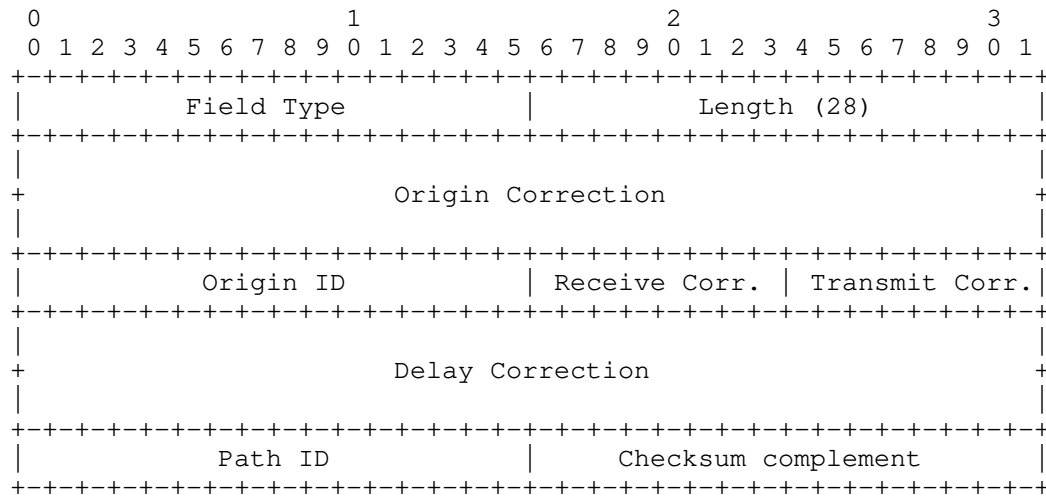 0                   1                   2                   3
 0 1 2 3 4 5 6 7 8 9 0 1 2 3 4 5 6 7 8 9 0 1 2 3 4 5 6 7 8 9 0 1
+-+-+-+-+-+-+-+-+-+-+-+-+-+-+-+-+-+-+-+-+-+-+-+-+-+-+-+-+-+-+-+-+
|          Field Type           |          Length (28)          |
+-+-+-+-+-+-+-+-+-+-+-+-+-+-+-+-+-+-+-+-+-+-+-+-+-+-+-+-+-+-+-+-+
|                                                               |
+                       Origin Correction                       +
|                                                               |
+-+-+-+-+-+-+-+-+-+-+-+-+-+-+-+-+-+-+-+-+-+-+-+-+-+-+-+-+-+-+-+-+
|           Origin ID           | Receive Corr. | Transmit Corr.|
+-+-+-+-+-+-+-+-+-+-+-+-+-+-+-+-+-+-+-+-+-+-+-+-+-+-+-+-+-+-+-+-+
|                                                               |
+                       Delay Correction                        +
|                                                               |
+-+-+-+-+-+-+-+-+-+-+-+-+-+-+-+-+-+-+-+-+-+-+-+-+-+-+-+-+-+-+-+-+
|            Path ID            |     Checksum complement       |
+-+-+-+-+-+-+-+-+-+-+-+-+-+-+-+-+-+-+-+-+-+-+-+-+-+-+-+-+-+-+-+-+